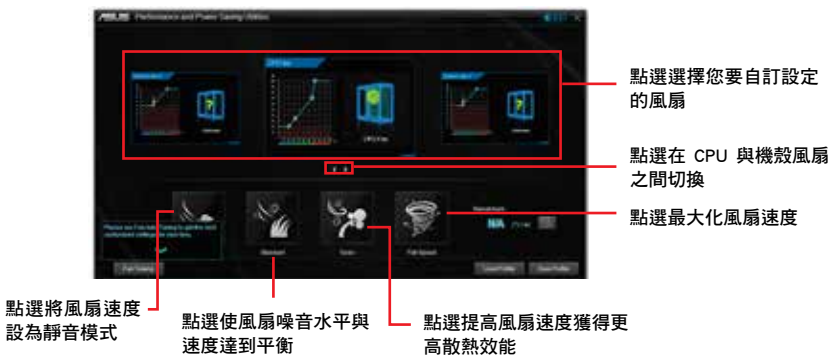 ASUS Performance and Power Saving Utilities
CPU Fan
點選選擇您要自訂設定
的風扇
點選在 CPU 與機殼風扇
之間切換
點選最大化風扇速度
Standard
Turbo
Full Speed
N/A
點選將風扇速度
設為靜音模式
點選使風扇噪音水平與
速度達到平衡
點選提高風扇速度獲得更
高散熱效能